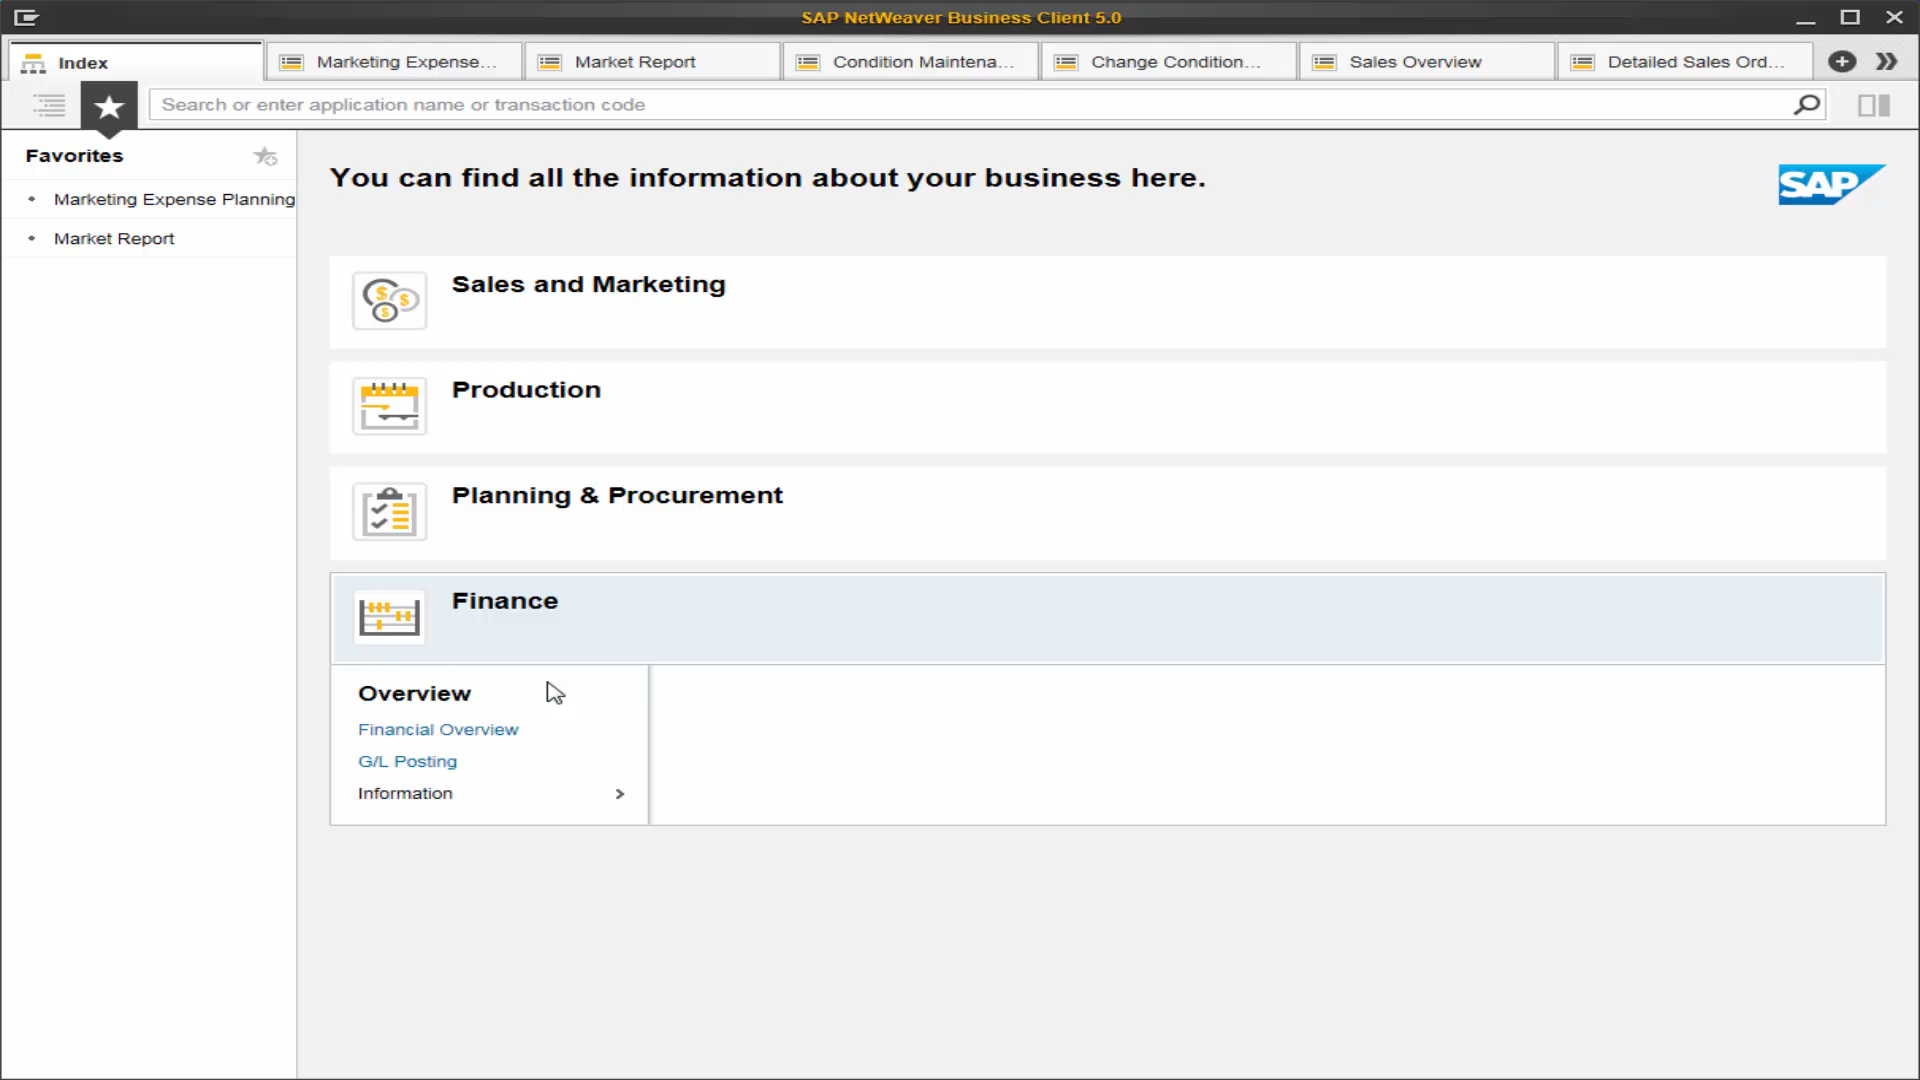 SAP NetWeaver Business Client 5.0
Index
Marketing Expense...
Market Report
Condition Maintena...
Change Condition...
Sales Overview
Detailed Sales Ord...
Search or enter application name or transaction code
Favorites
Marketing Expense Planning
Market Report
You can find all the information about your business here.
SAP
Sales and Marketing
Production
Planning & Procurement
Finance
Overview
Financial Overview
G/L Posting
Information